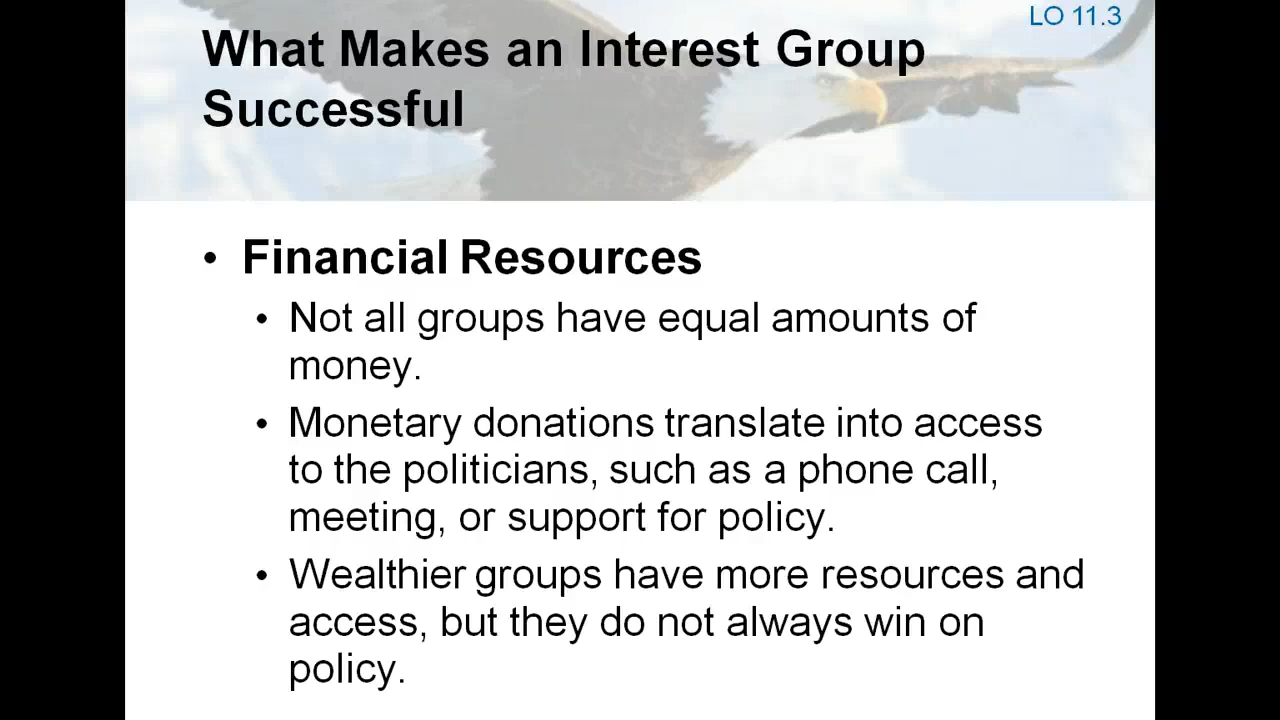 LO 11.3
What Makes an Interest Group
Successful
• Financial Resources
• Not all groups have equal amounts of
money.
• Monetary donations translate into access
to the politicians, such as a phone call,
meeting, or support for policy.
• Wealthier groups have more resources and
access, but they do not always win on
policy.